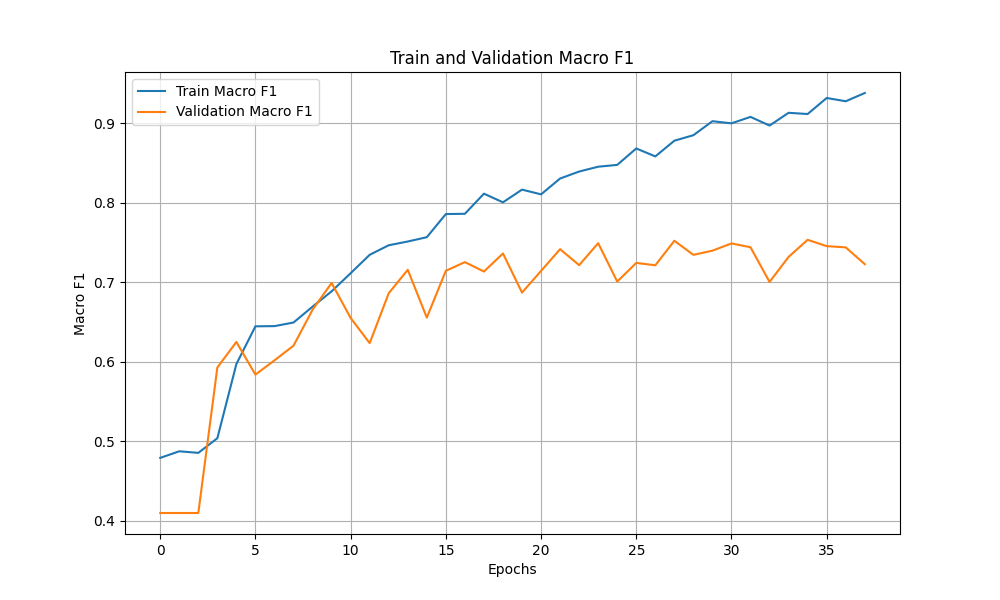 Train and Validation Macro F1
Train Macro F1
Validation Macro F1
Macro F1
0.9
0.8
0.7
0.6
0.5
0.4
0 5 10 15 20 25 30 35
Epochs